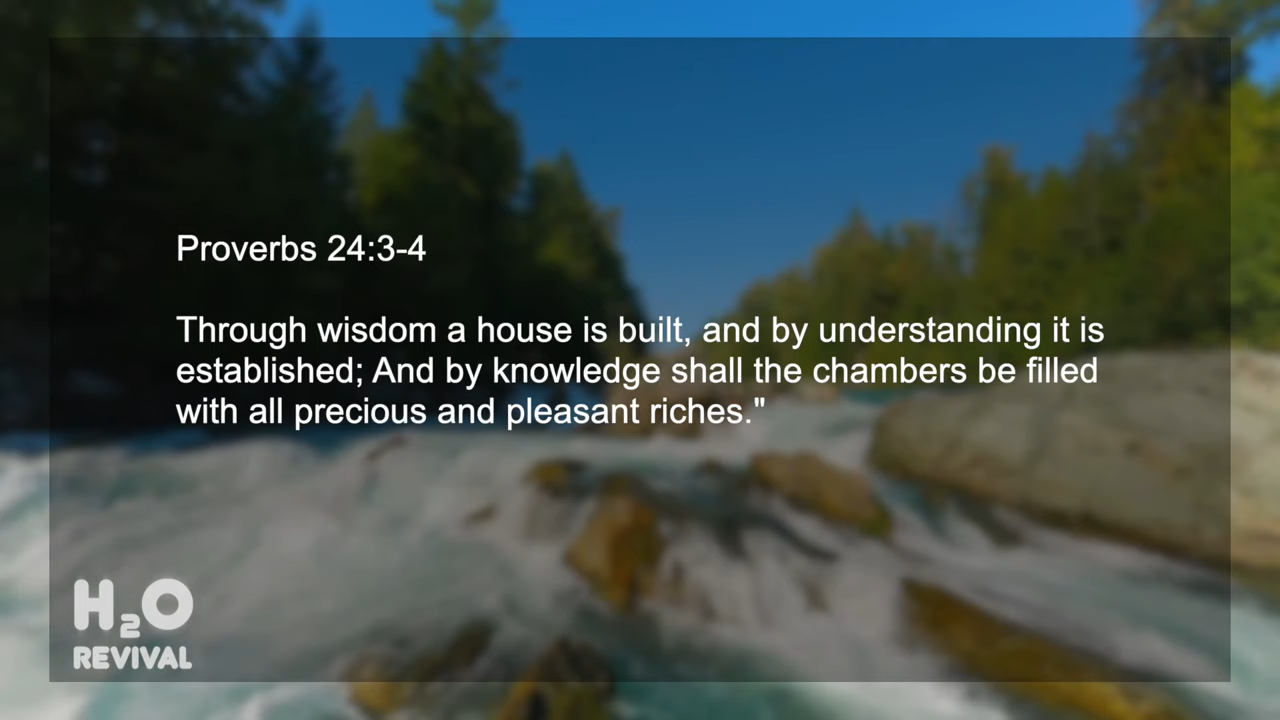 Proverbs 24:3-4
Through wisdom a house is built, and by understanding it is
established; And by knowledge shall the chambers be filled
with all precious and pleasant riches."
H2O
REVIVAL